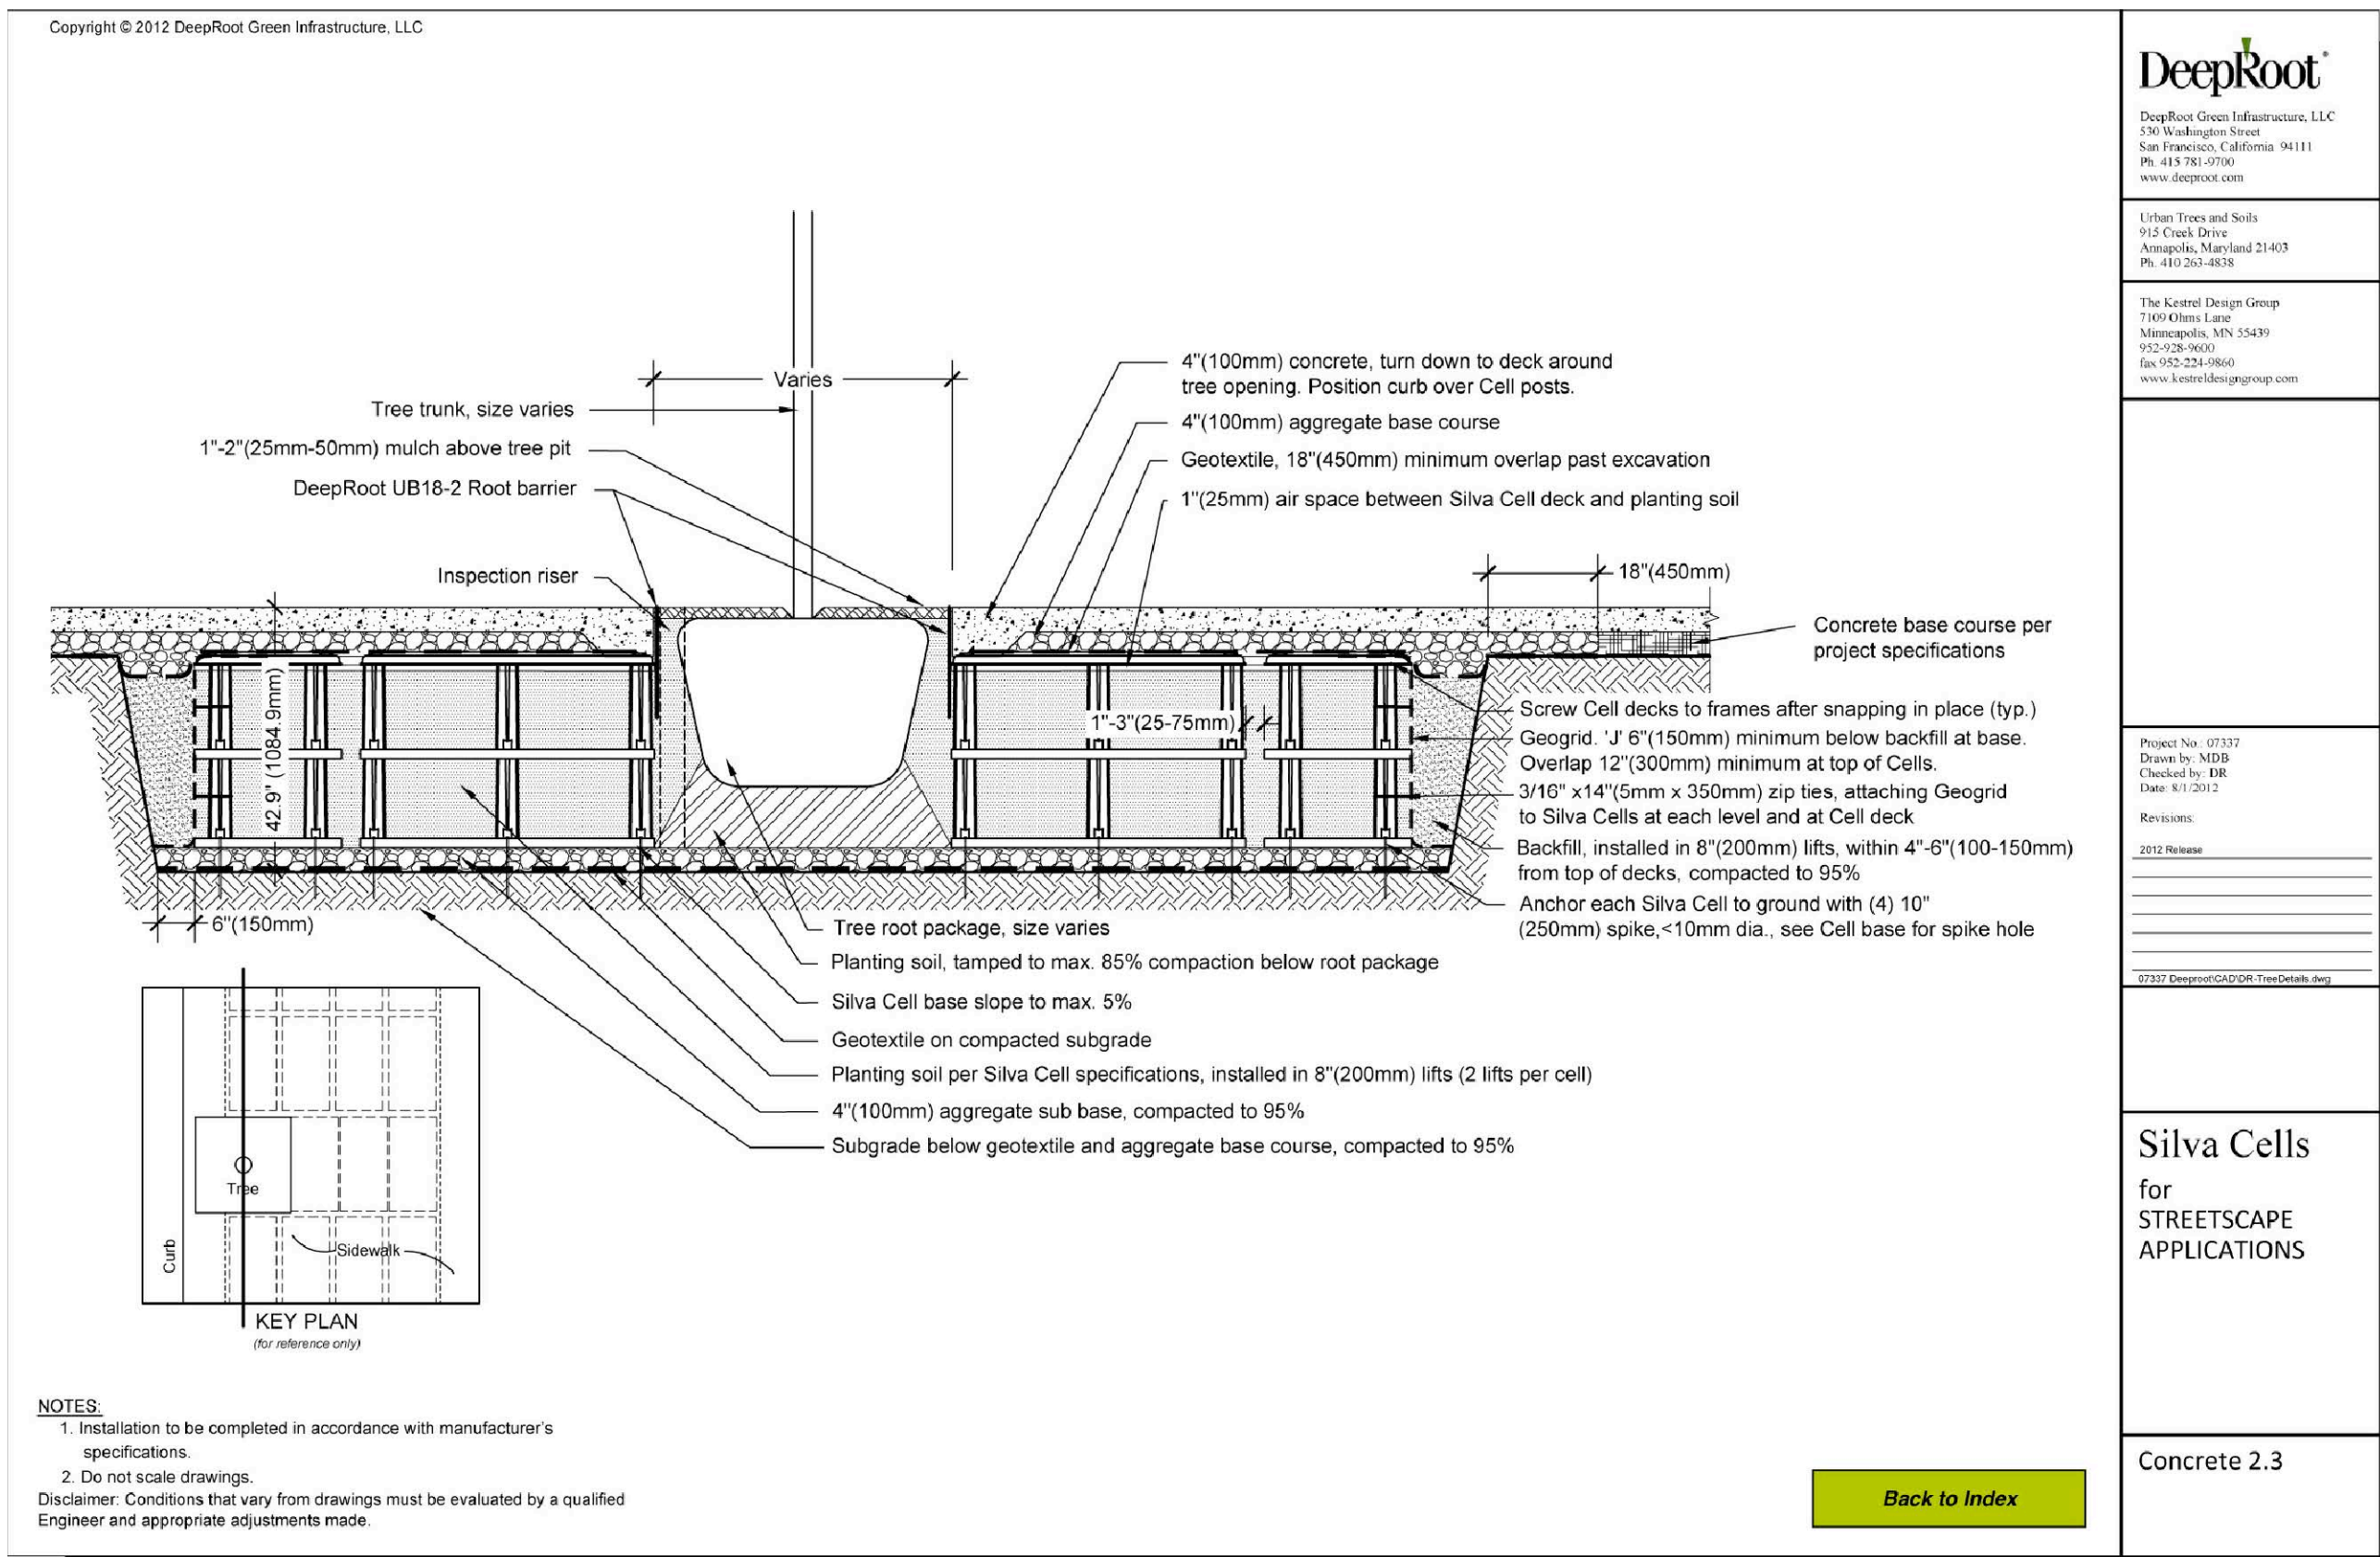 Copyright © 2012 DeepRoot Green Infrastructure, LLC
Varies
Tree trunk, size varies
1"-2"(25mm-50mm) mulch above tree pit
DeepRoot UB18-2 Root barrier
Inspection riser
4"(100mm) concrete, turn down to deck around
tree opening. Position curb over Cell posts.
4"(100mm) aggregate base course
Geotextile, 18"(450mm) minimum overlap past excavation
1"(25mm) air space between Silva Cell deck and planting soil
18"(450mm)
Concrete base course per
project specifications
42.9" (1084.9mm)
1"-3"(25-75mm)
Screw Cell decks to frames after snapping in place (typ.)
Geogrid. 'J' 6"(150mm) minimum below backfill at base.
Overlap 12"(300mm) minimum at top of Cells.
3/16" x14"(5mm x 350mm) zip ties, attaching Geogrid
to Silva Cells at each level and at Cell deck
Backfill, installed in 8"(200mm) lifts, within 4"-6"(100-150mm)
from top of decks, compacted to 95%
Anchor each Silva Cell to ground with (4) 10"
(250mm) spike,<10mm dia., see Cell base for spike hole
6"(150mm)
Tree root package, size varies
Planting soil, tamped to max. 85% compaction below root package
Silva Cell base slope to max. 5%
Geotextile on compacted subgrade
Planting soil per Silva Cell specifications, installed in 8"(200mm) lifts (2 lifts per cell)
4"(100mm) aggregate sub base, compacted to 95%
Subgrade below geotextile and aggregate base course, compacted to 95%
Tree
Curb
Sidewalk
KEY PLAN
(for reference only)
NOTES:
1. Installation to be completed in accordance with manufacturer's
specifications.
2. Do not scale drawings.
Disclaimer: Conditions that vary from drawings must be evaluated by a qualified
Engineer and appropriate adjustments made.
Back to Index
DeepRoot®
DeepRoot Green Infrastructure, LLC
530 Washington Street
San Francisco, California 94111
Ph. 415 781-9700
www.deeproot.com
Urban Trees and Soils
915 Creek Drive
Annapolis, Maryland 21403
Ph. 410 263-4838
The Kestrel Design Group
7109 Ohms Lane
Minneapolis, MN 55439
952-928-9600
fax 952-224-9860
www.kestreldesigngroup.com
Project No.: 07337
Drawn by: MDB
Checked by: DR
Date: 8/1/2012
Revisions:
2012 Release
07337 Deeproot\CAD\DR-TreeDetails.dwg
Silva Cells
for
STREETSCAPE
APPLICATIONS
Concrete 2.3